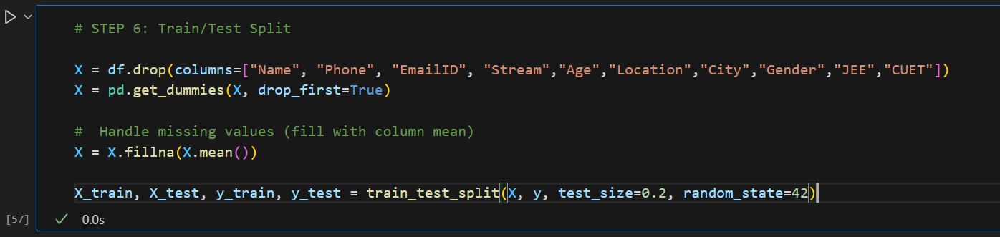 # STEP 6: Train/Test Split
X = df.drop(columns=["Name", "Phone", "EmailID", "Stream","Age","Location","City","Gender","JEE","CUET"])
X = pd.get_dummies(X, drop_first=True)
#  Handle missing values (fill with column mean)
X = X.fillna(X.mean())
X_train, X_test, y_train, y_test = train_test_split(X, y, test_size=0.2, random_state=42)
[57] 0.0s